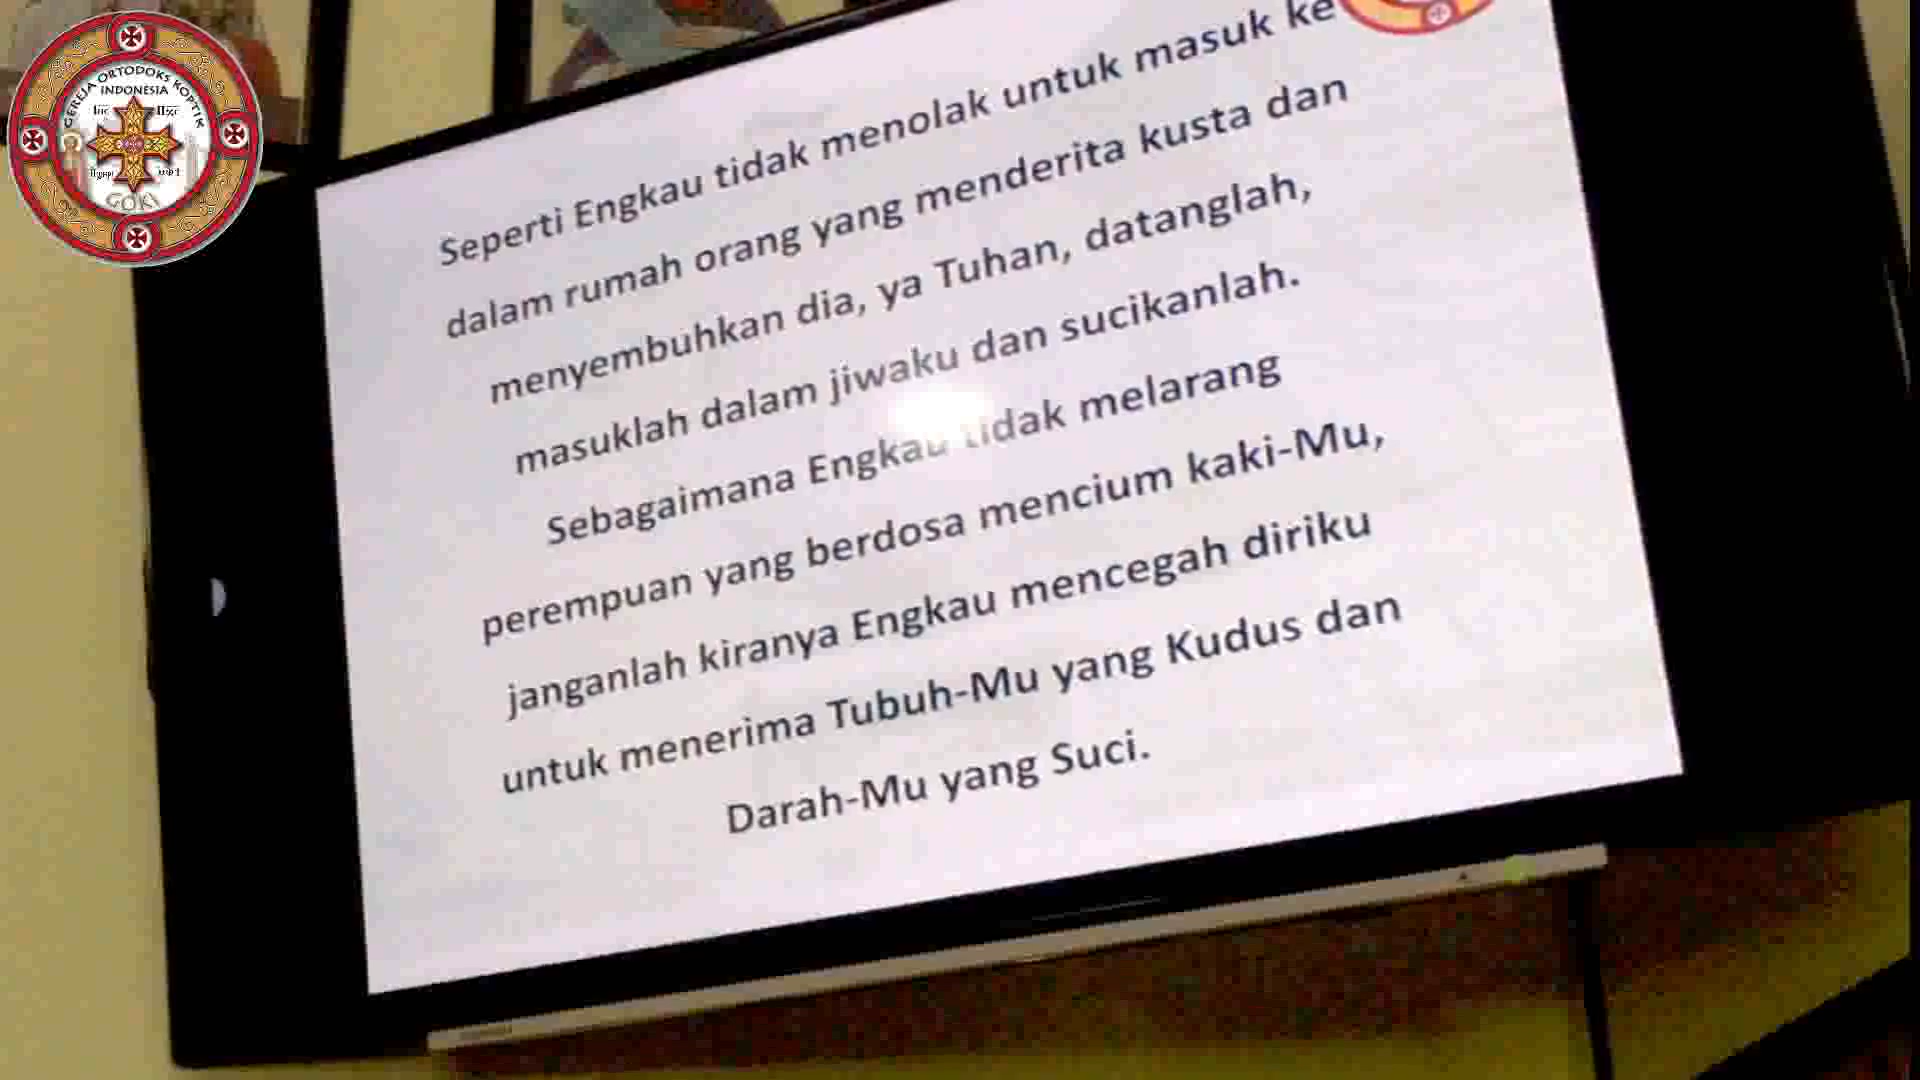 GEREJA ORTODOKS KOPTIK
INDONESIA
GOKI
Seperti Engkau tidak menolak untuk masuk ke
dalam rumah orang yang menderita kusta dan
menyembuhkan dia, ya Tuhan, datanglah,
masuklah dalam jiwaku dan sucikanlah.
Sebagaimana Engkau tidak melarang
perempuan yang berdosa mencium kaki-Mu,
janganlah kiranya Engkau mencegah diriku
untuk menerima Tubuh-Mu yang Kudus dan
Darah-Mu yang Suci.